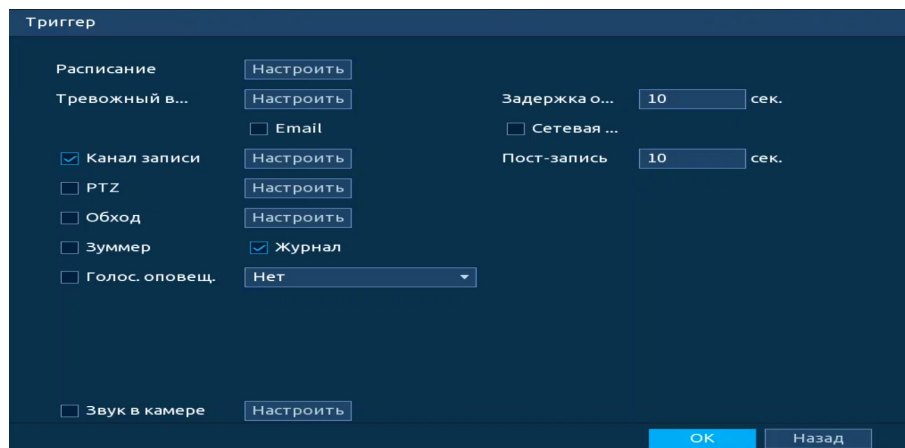 Триггер
Расписание Настроить
Тревожный в... Настроить Задержка о... 10 сек.
Email Сетевая ...
Канал записи Настроить Пост-запись 10 сек.
PTZ Настроить
Обход Настроить
Зуммер Журнал
Голос. оповещ. Нет
Звук в камере Настроить
OK Назад